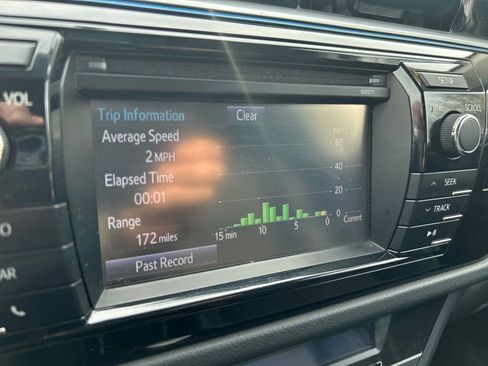 VOL
100571
SETUP
TUNE SCROLL
Trip Information Clear
Average Speed MPG
2 MPH 60
Elapsed Time 40
00:01 20
Range 0
172 miles 15 min 10 5 0 Current
Past Record
SEEK
TRACK